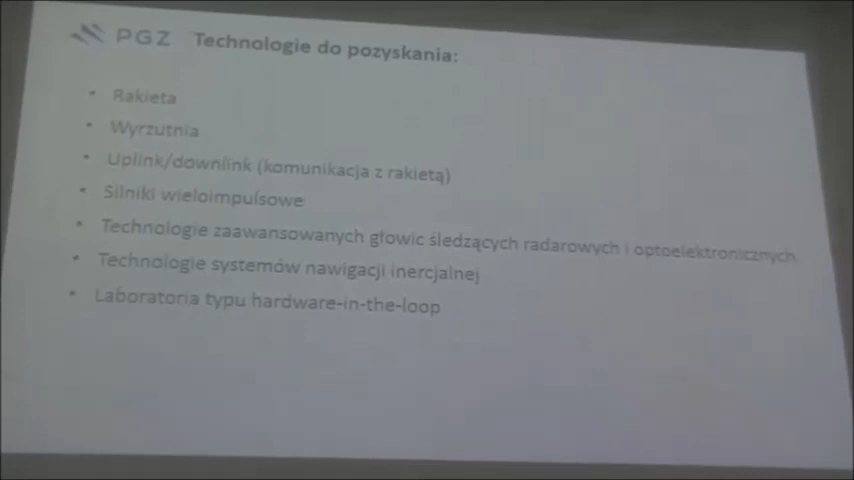 PGZ Technologie do pozyskania:
• Rakieta
• Wyrzutnia
• Uplink/downlink (komunikacja z rakietą)
• Silniki wieloimpulsowe
• Technologie zaawansowanych głowic śledzących radarowych i optoelektronicznych
• Technologie systemów nawigacji inercjalnej
• Laboratoria typu hardware-in-the-loop